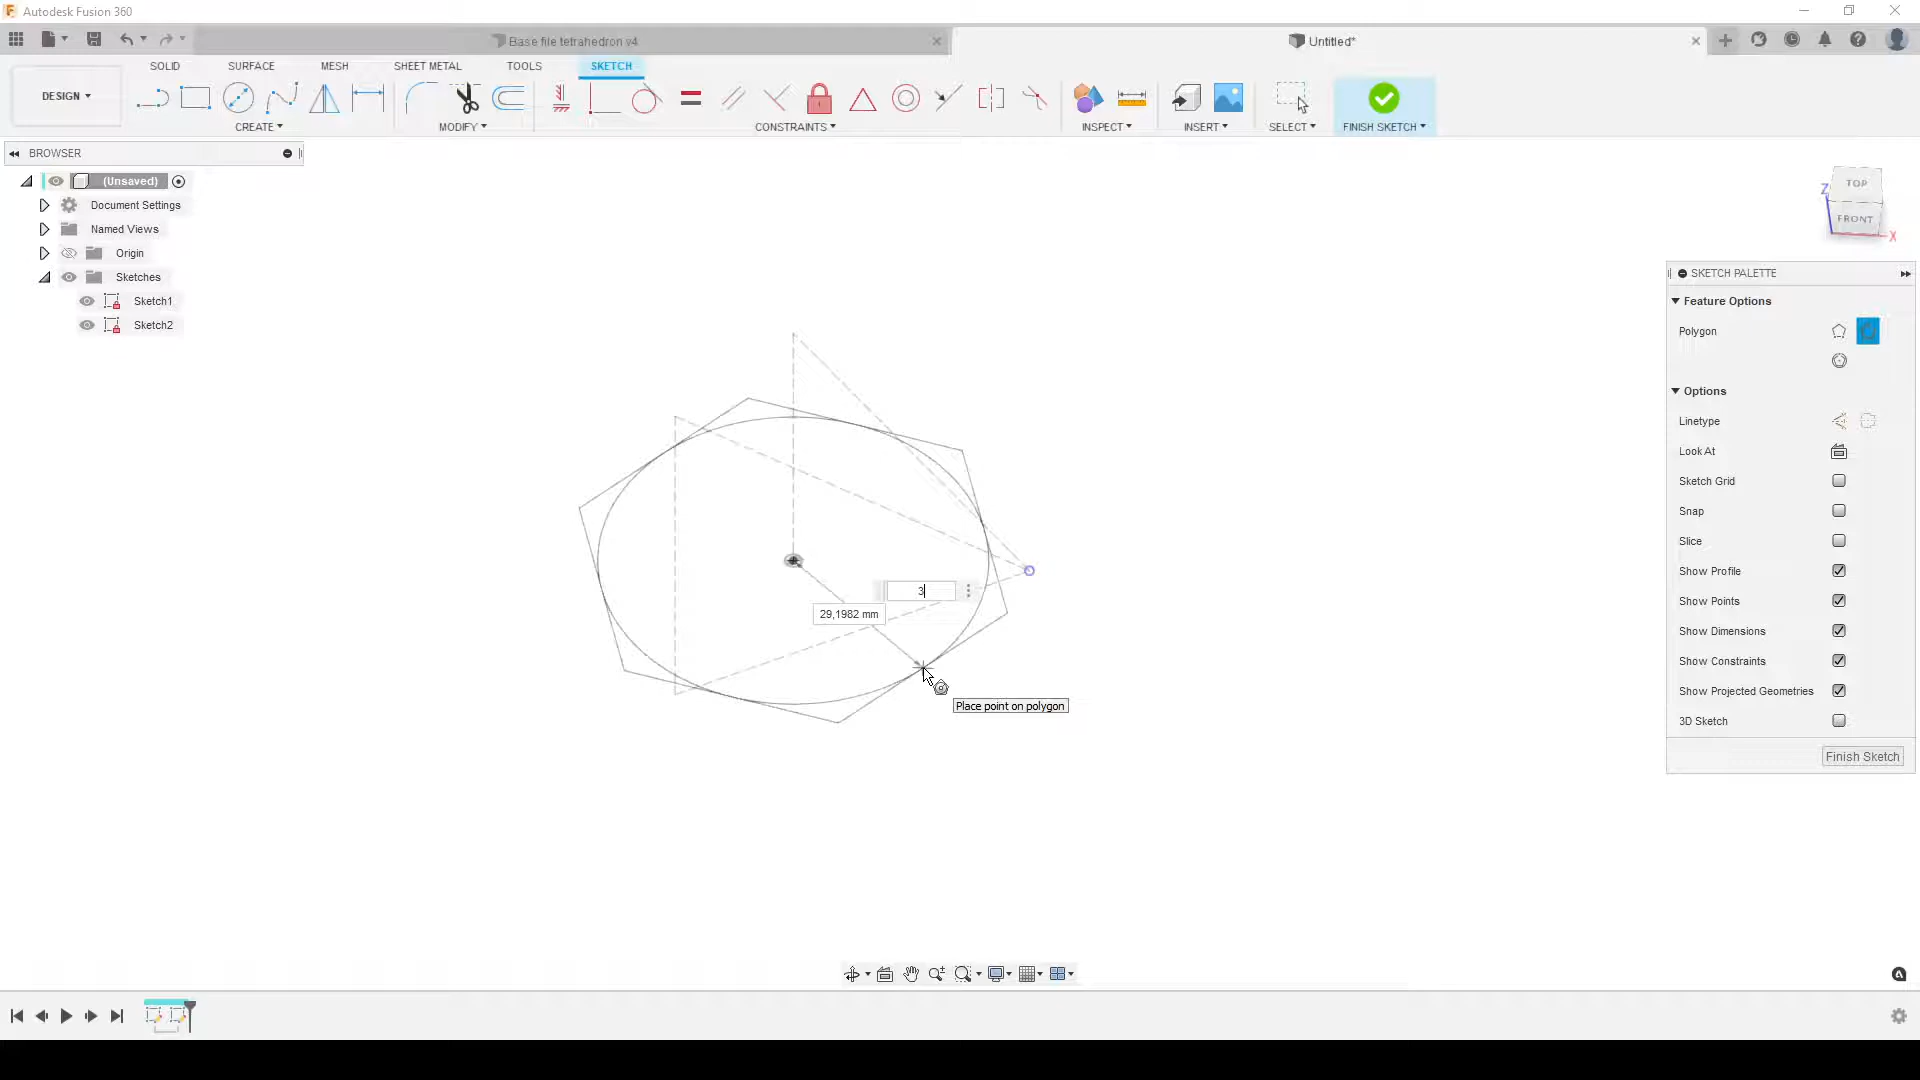 Autodesk Fusion 360
Base file tetrahedron v4
Untitled*
SOLID
SURFACE
MESH
SHEET METAL
TOOLS
SKETCH
DESIGN
CREATE
MODIFY
CONSTRAINTS
INSPECT
INSERT
SELECT
FINISH SKETCH
BROWSER
(Unsaved)
Document Settings
Named Views
Origin
Sketches
Sketch1
Sketch2
TOP
Z
FRONT
X
SKETCH PALETTE
Feature Options
Polygon
Options
Linetype
Look At
Sketch Grid
Snap
Slice
Show Profile
Show Points
Show Dimensions
Show Constraints
Show Projected Geometries
3D Sketch
Finish Sketch
3
29,1982 mm
Place point on polygon